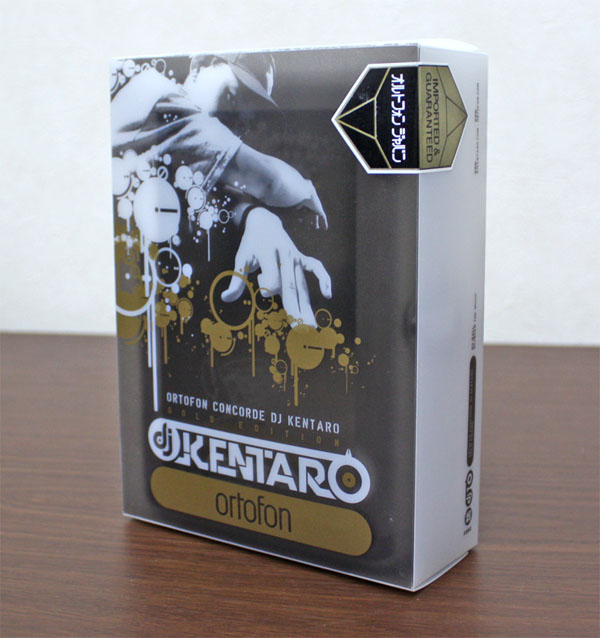 オルトフォン ジャパン
IMPORTED &
GUARANTEED
ORTOFON CONCORDE DJ KENTARO
GOLD EDITION
dj KENTARO
ortofon